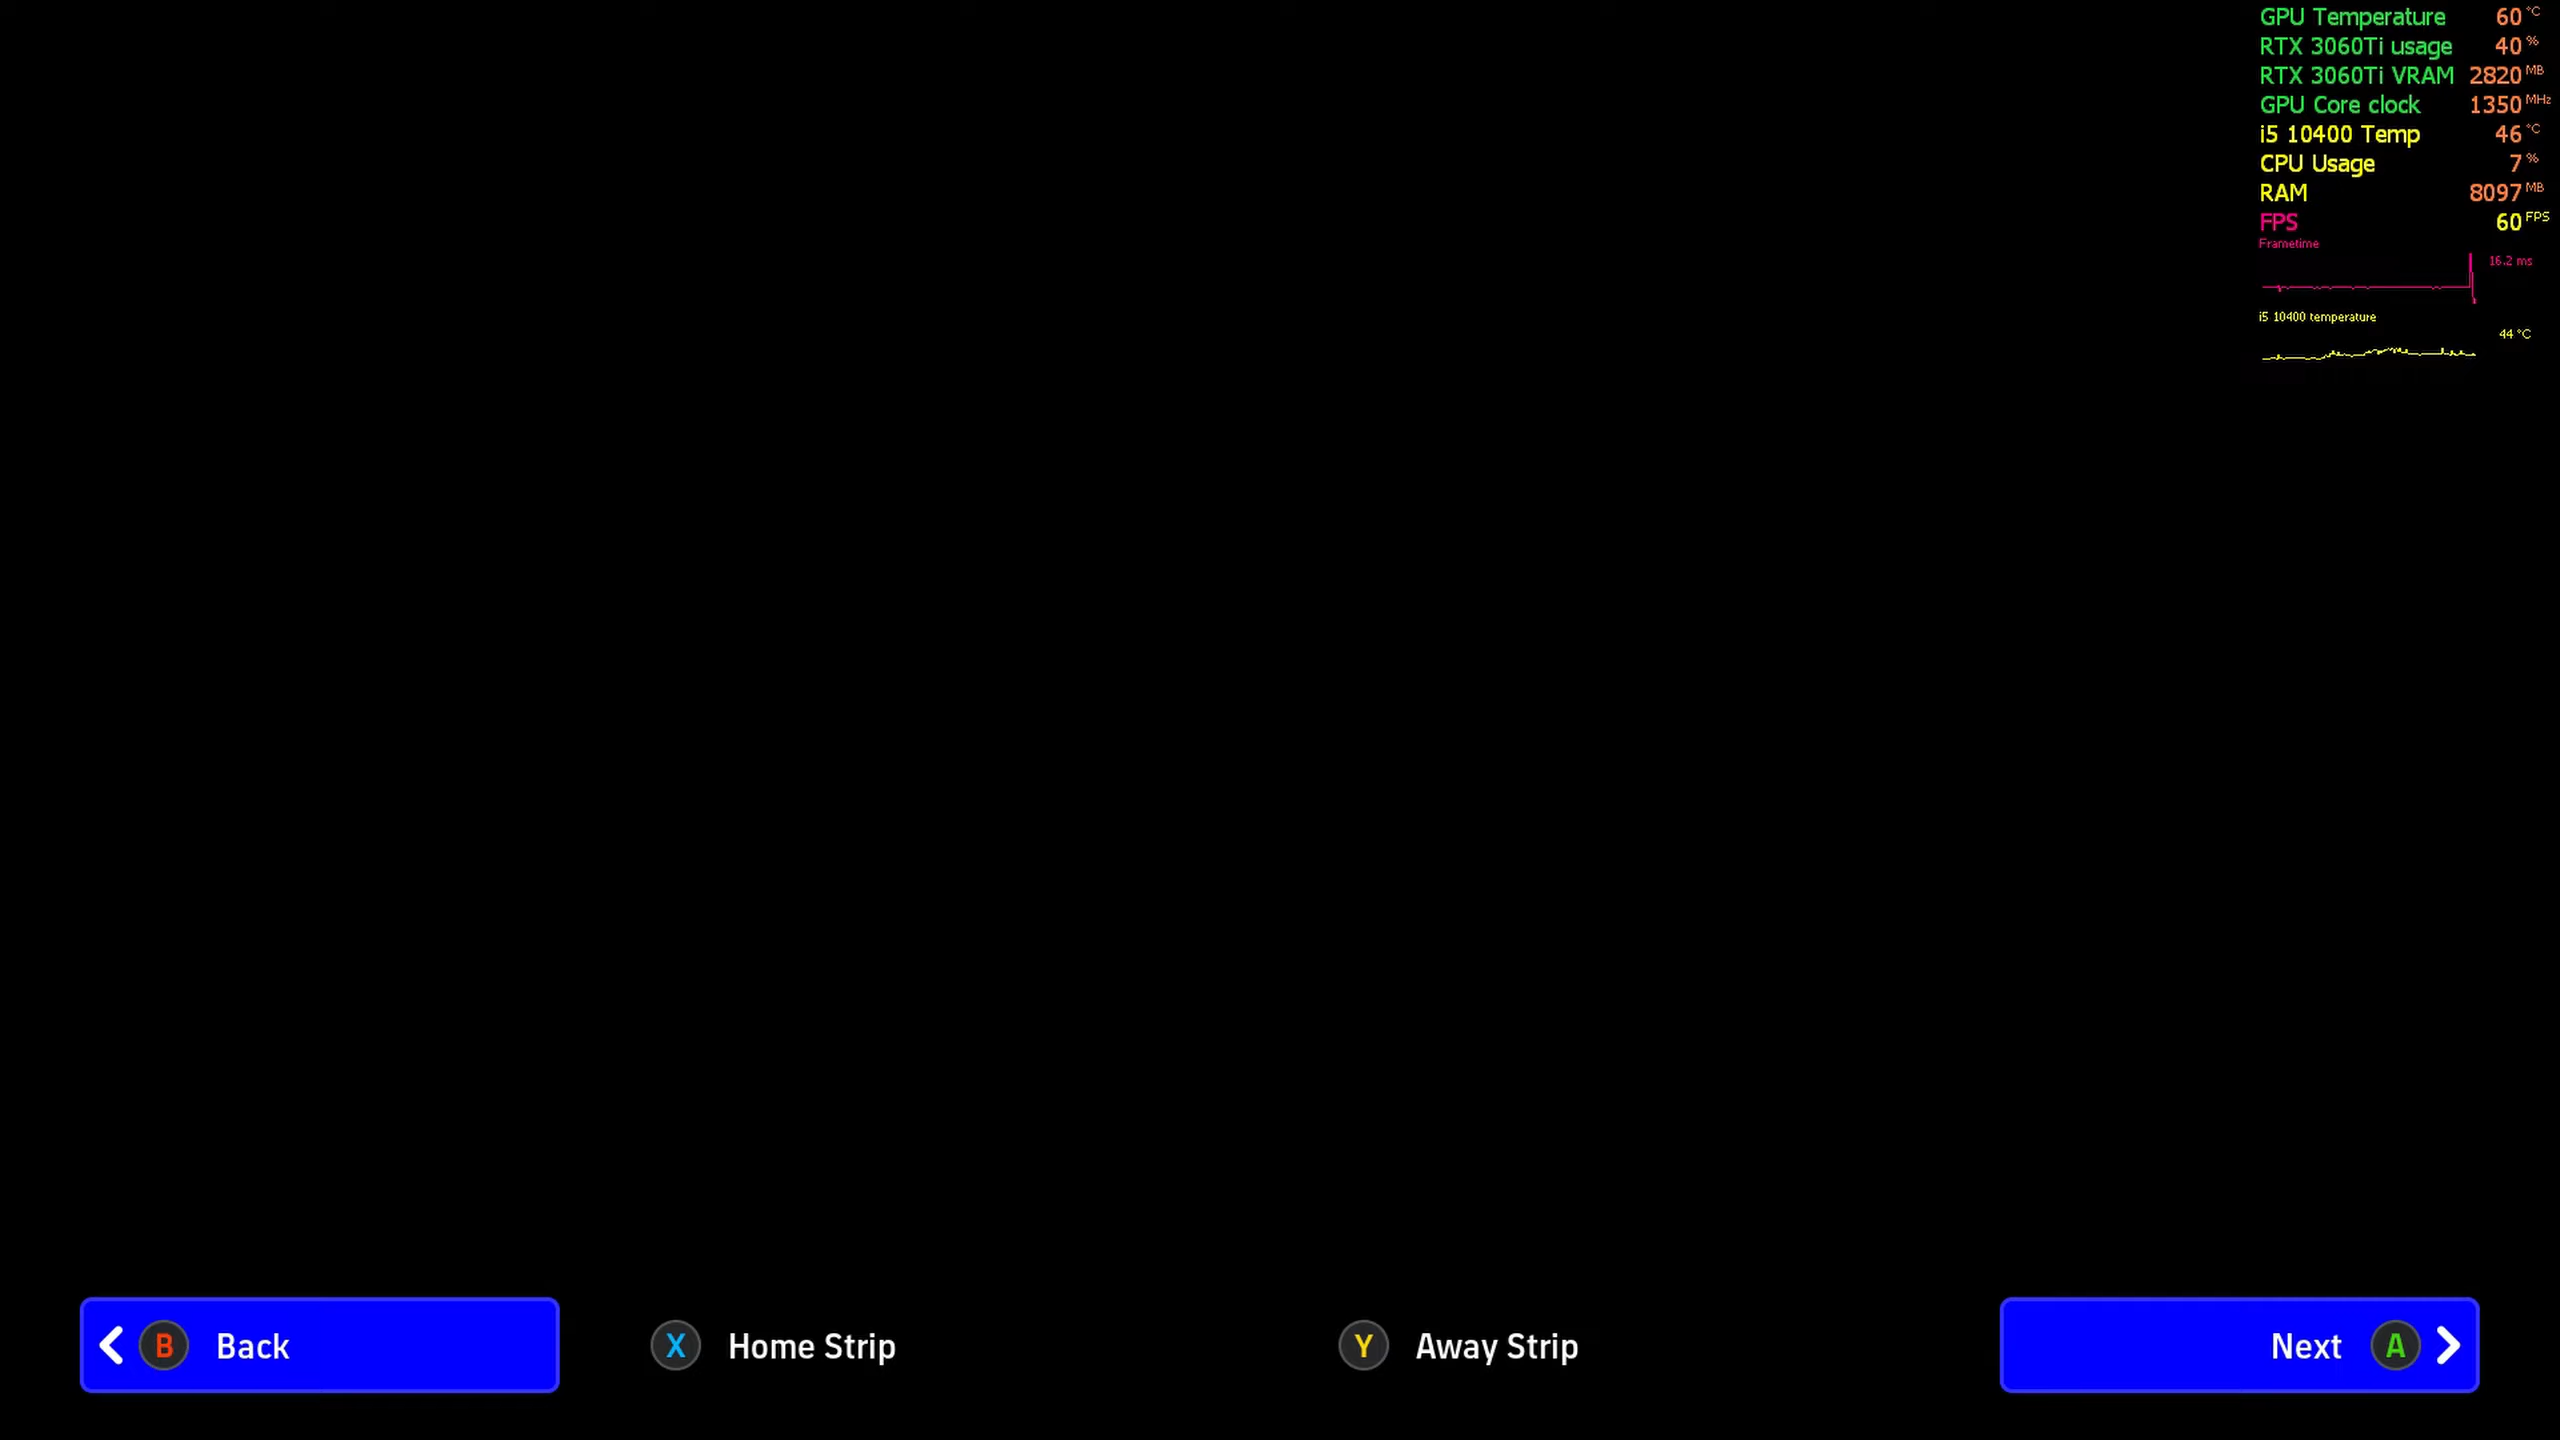 GPU Temperature 60 °C
RTX 3060Ti usage 40 %
RTX 3060Ti VRAM 2820 MB
GPU Core clock 1350 MHz
i5 10400 Temp 46 °C
CPU Usage 7 %
RAM 8097 MB
FPS 60 FPS
Frametime
16.2 ms
i5 10400 temperature
44 °C
B Back X Home Strip Y Away Strip Next A